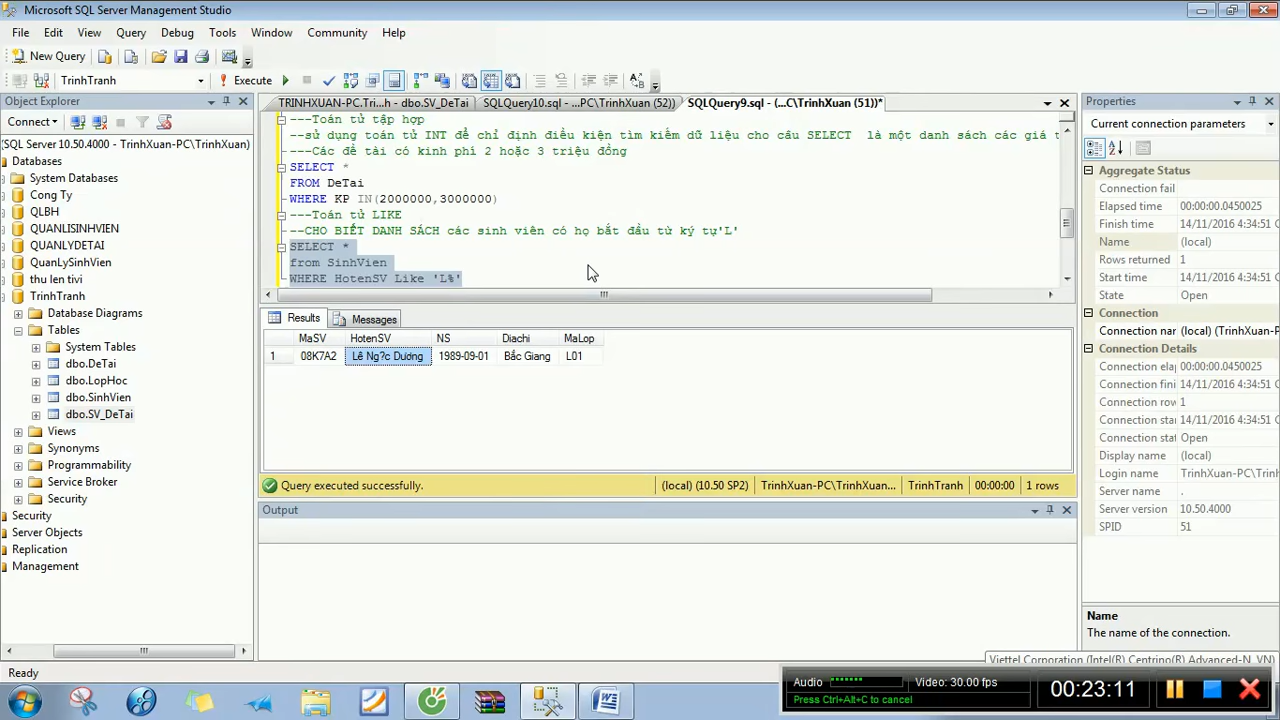 Microsoft SQL Server Management Studio
File Edit View Query Debug Tools Window Community Help
New Query
TrinhTranh Execute
Object Explorer
Connect
(SQL Server 10.50.4000 - TrinhXuan-PC\TrinhXuan)
Databases
System Databases
Cong Ty
QLBH
QUANLISINHVIEN
QUANLYDETAI
QuanLySinhVien
thu len tivi
TrinhTranh
Database Diagrams
Tables
System Tables
dbo.DeTai
dbo.LopHoc
dbo.SinhVien
dbo.SV_DeTai
Views
Synonyms
Programmability
Service Broker
Security
Security
Server Objects
Replication
Management
TRINHXUAN-PC.Tri...h - dbo.SV_DeTai SQLQuery10.sql - ...PC\TrinhXuan (52)) SQLQuery9.sql - (...C\TrinhXuan (51))*
---Toán tử tập hợp
--sử dụng toán tử INT để chỉ định điều kiện tìm kiếm dữ liệu cho câu SELECT là một danh sách các giá t
---Các đề tài có kinh phí 2 hoặc 3 triệu đồng
SELECT *
FROM DeTai
WHERE KP IN(2000000,3000000)
---Toán tử LIKE
--CHO BIẾT DANH SÁCH các sinh viên có họ bắt đầu từ ký tự'L'
SELECT *
from SinhVien
WHERE HotenSV Like 'L%'
Results Messages
MaSV HotenSV NS Diachi MaLop
1 08K7A2 Lê Ng?c Dương 1989-09-01 Bắc Giang L01
Query executed successfully. (local) (10.50 SP2) TrinhXuan-PC\TrinhXuan... TrinhTranh 00:00:00 1 rows
Output
Properties
Current connection parameters
Aggregate Status
Connection fail
Elapsed time 00:00:00.0450025
Finish time 14/11/2016 4:34:51
Name (local)
Rows returned 1
Start time 14/11/2016 4:34:51
State Open
Connection
Connection nar (local) (TrinhXuan-P
Connection Details
Connection elap 00:00:00.0450025
Connection finis 14/11/2016 4:34:51
Connection row 1
Connection star 14/11/2016 4:34:51
Connection stat Open
Display name (local)
Login name TrinhXuan-PC\Trinh
Server name .
Server version 10.50.4000
SPID 51
Name
The name of the connection.
Ready
Viettel Corporation (Intel(R) Centrino(R) Advanced-N, VN)
Audio Video: 30.00 fps
Press Ctrl+Alt+C to cancel
00:23:11